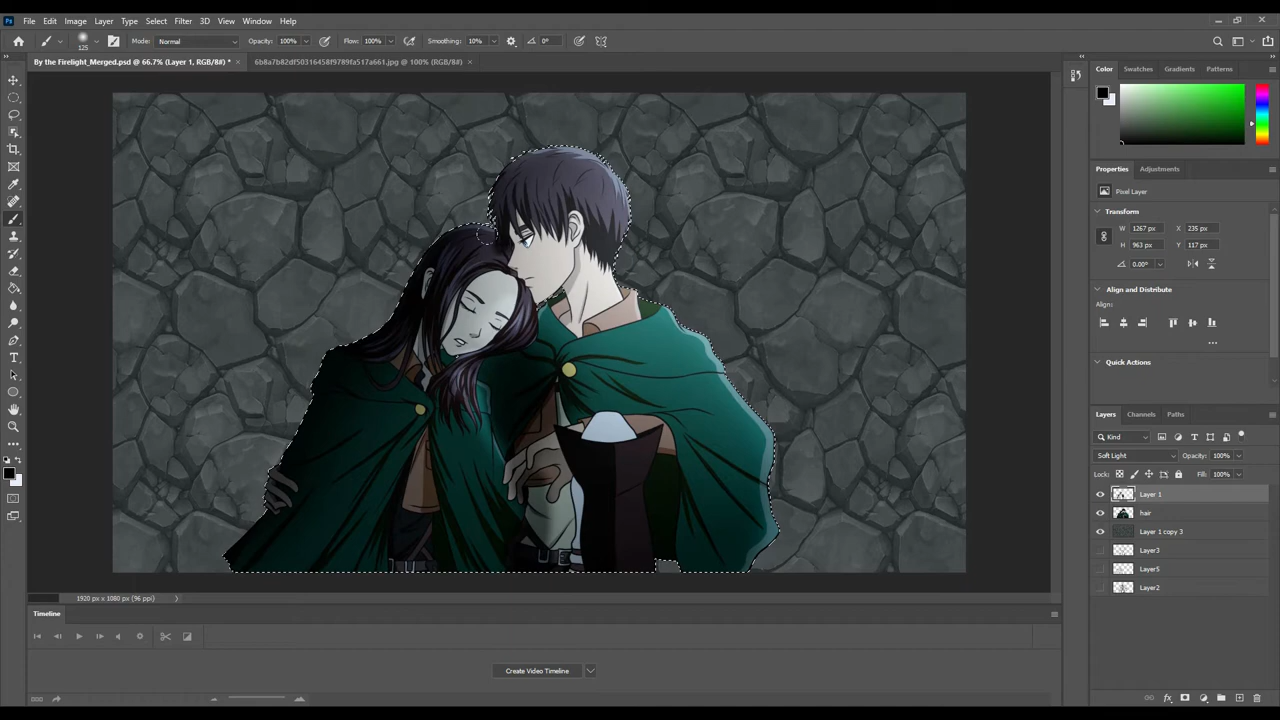 Ps File Edit Image Layer Type Select Filter 3D View Window Help
125 Mode: Normal Opacity: 100% Flow: 100% Smoothing: 10% 0°
By the Firelight_Merged.psd @ 66.7% (Layer 1, RGB/8#) * × 6b8a7b82df50316458f9789fa517a661.jpg @ 100% (RGB/8#) ×
Color Swatches Gradients Patterns
Properties Adjustments
Pixel Layer
Transform
W 1267 px X 235 px
H 963 px Y 117 px
0.00°
Align and Distribute
Align:
Quick Actions
Layers Channels Paths
Kind
Soft Light Opacity: 100%
Lock: Fill: 100%
Layer 1
hair
Layer 1 copy 3
Layer3
Layer5
Layer2
1920 px x 1080 px (96 ppi)
Timeline
Create Video Timeline